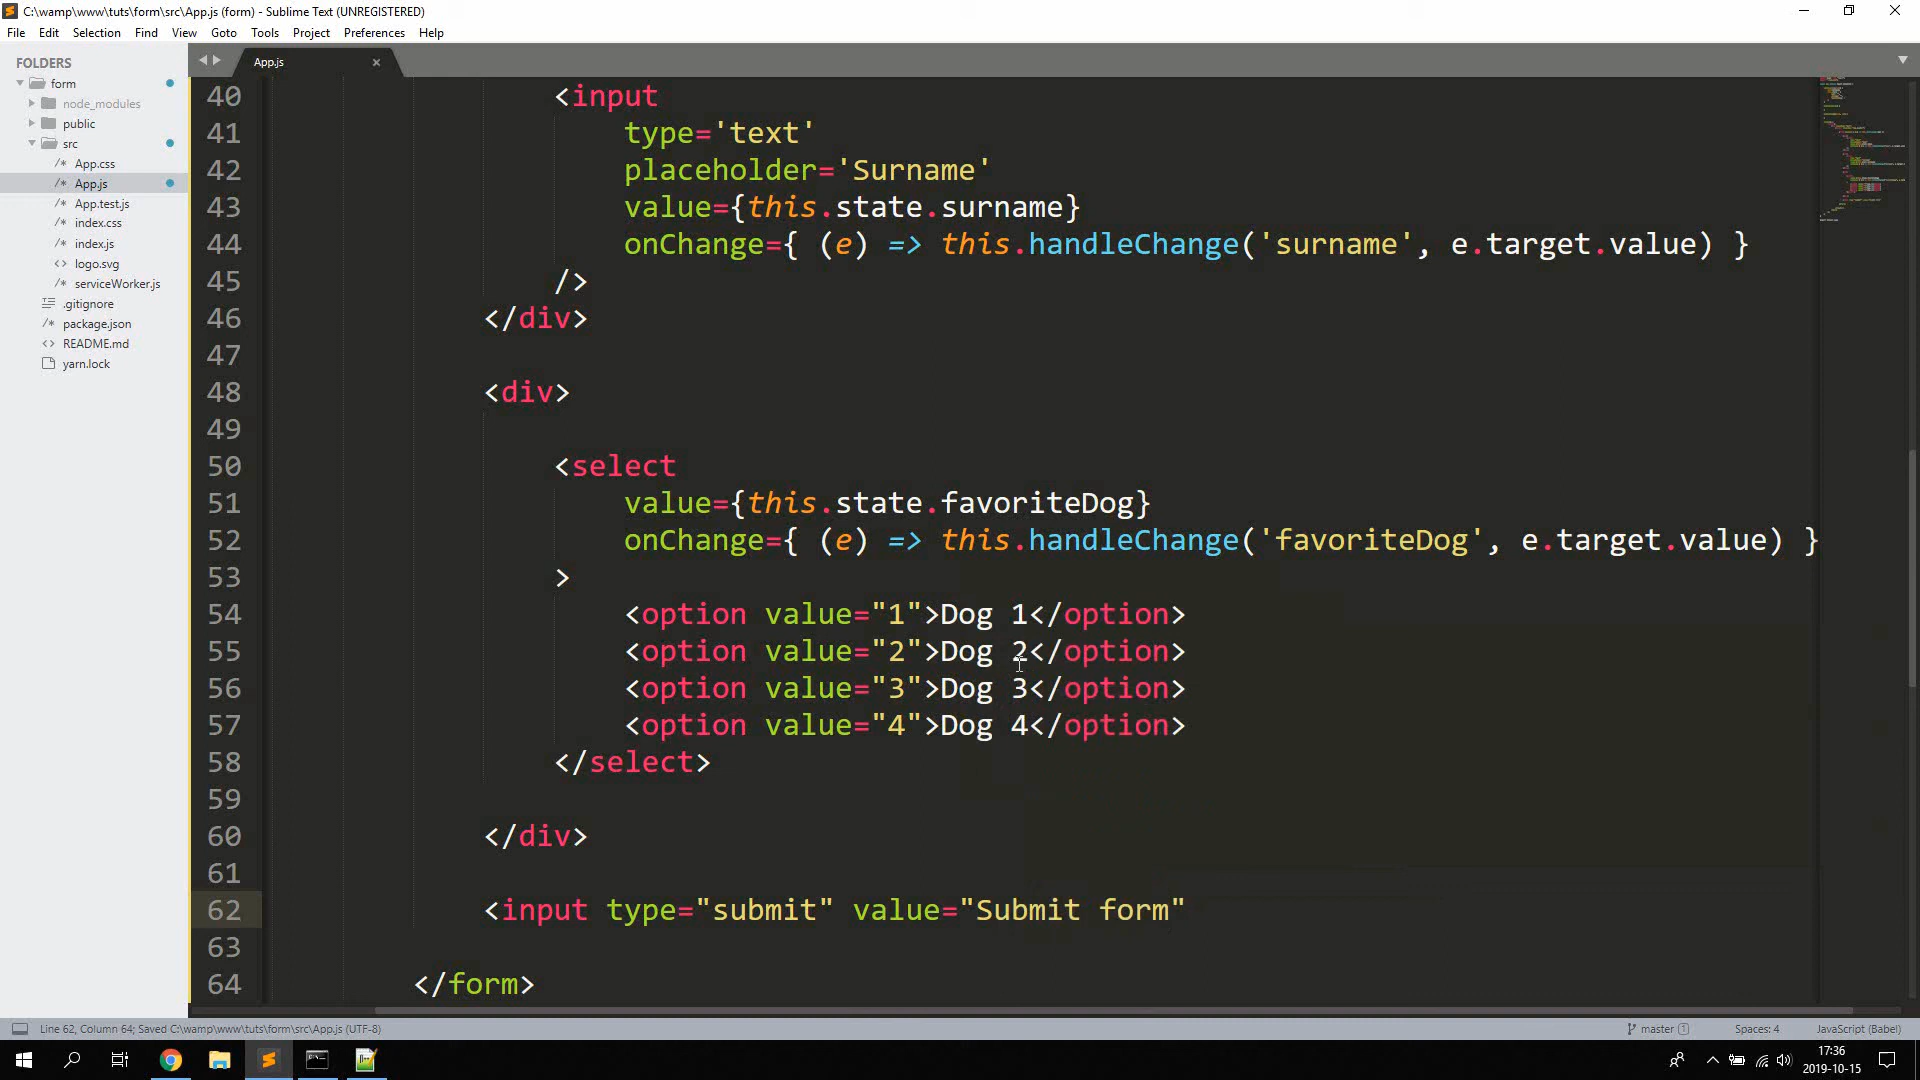 C:\wamp\www\tuts\form\src\App.js (form) - Sublime Text (UNREGISTERED)
File Edit Selection Find View Goto Tools Project Preferences Help
FOLDERS
form
node_modules
public
src
/* App.css
/* App.js
/* App.test.js
/* index.css
/* index.js
<> logo.svg
/* serviceWorker.js
.gitignore
/* package.json
<> README.md
yarn.lock
App.js
40 <input
41 type='text'
42 placeholder='Surname'
43 value={this.state.surname}
44 onChange={ (e) => this.handleChange('surname', e.target.value) }
45 />
46 </div>
47
48 <div>
49
50 <select
51 value={this.state.favoriteDog}
52 onChange={ (e) => this.handleChange('favoriteDog', e.target.value) }
53 >
54 <option value="1">Dog 1</option>
55 <option value="2">Dog 2</option>
56 <option value="3">Dog 3</option>
57 <option value="4">Dog 4</option>
58 </select>
59
60 </div>
61
62 <input type="submit" value="Submit form"
63
64 </form>
Line 62, Column 64; Saved C:\wamp\www\tuts\form\src\App.js (UTF-8)
master 1
Spaces: 4
JavaScript (Babel)
17:36
2019-10-15